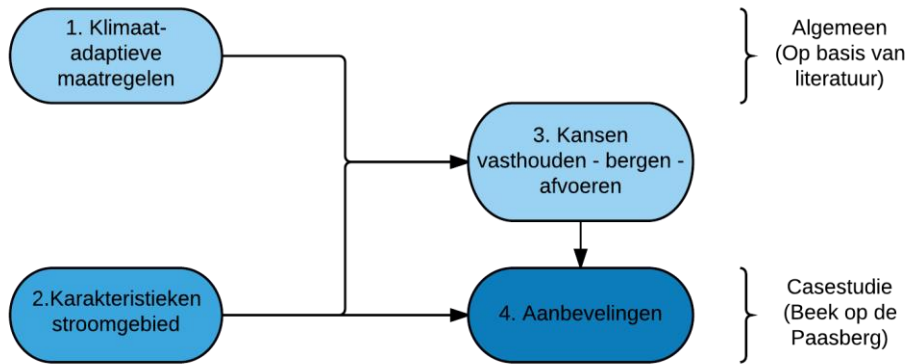 1. Klimaat-
adaptieve
maatregelen
Algemeen
(Op basis van
literatuur)
3. Kansen
vasthouden - bergen -
afvoeren
2.Karakteristieken
stroomgebied
4. Aanbevelingen
Casestudie
(Beek op de
Paasberg)